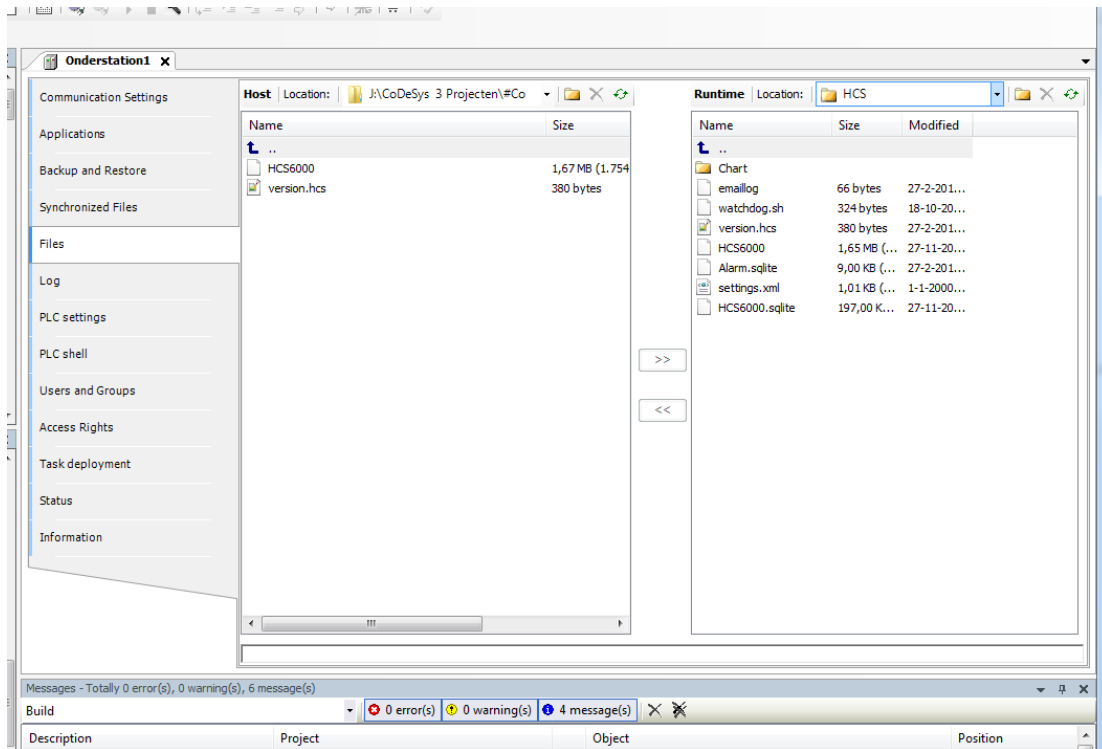 Onderstation1 X
Communication Settings
Applications
Backup and Restore
Synchronized Files
Files
Log
PLC settings
PLC shell
Users and Groups
Access Rights
Task deployment
Status
Information
Host Location: J:\CoDeSys 3 Projecten\#Co
Name Size
..
HCS6000 1,67 MB (1.754
version.hcs 380 bytes
>>
<<
Runtime Location: HCS
Name Size Modified
..
Chart
emaillog 66 bytes 27-2-201...
watchdog.sh 324 bytes 18-10-20...
version.hcs 380 bytes 27-2-201...
HCS6000 1,65 MB (... 27-11-20...
Alarm.sqlite 9,00 KB (... 27-2-201...
settings.xml 1,01 KB (... 1-1-2000...
HCS6000.sqlite 197,00 K... 27-11-20...
Messages - Totally 0 error(s), 0 warning(s), 6 message(s)
Build 0 error(s) 0 warning(s) 4 message(s)
Description Project Object Position